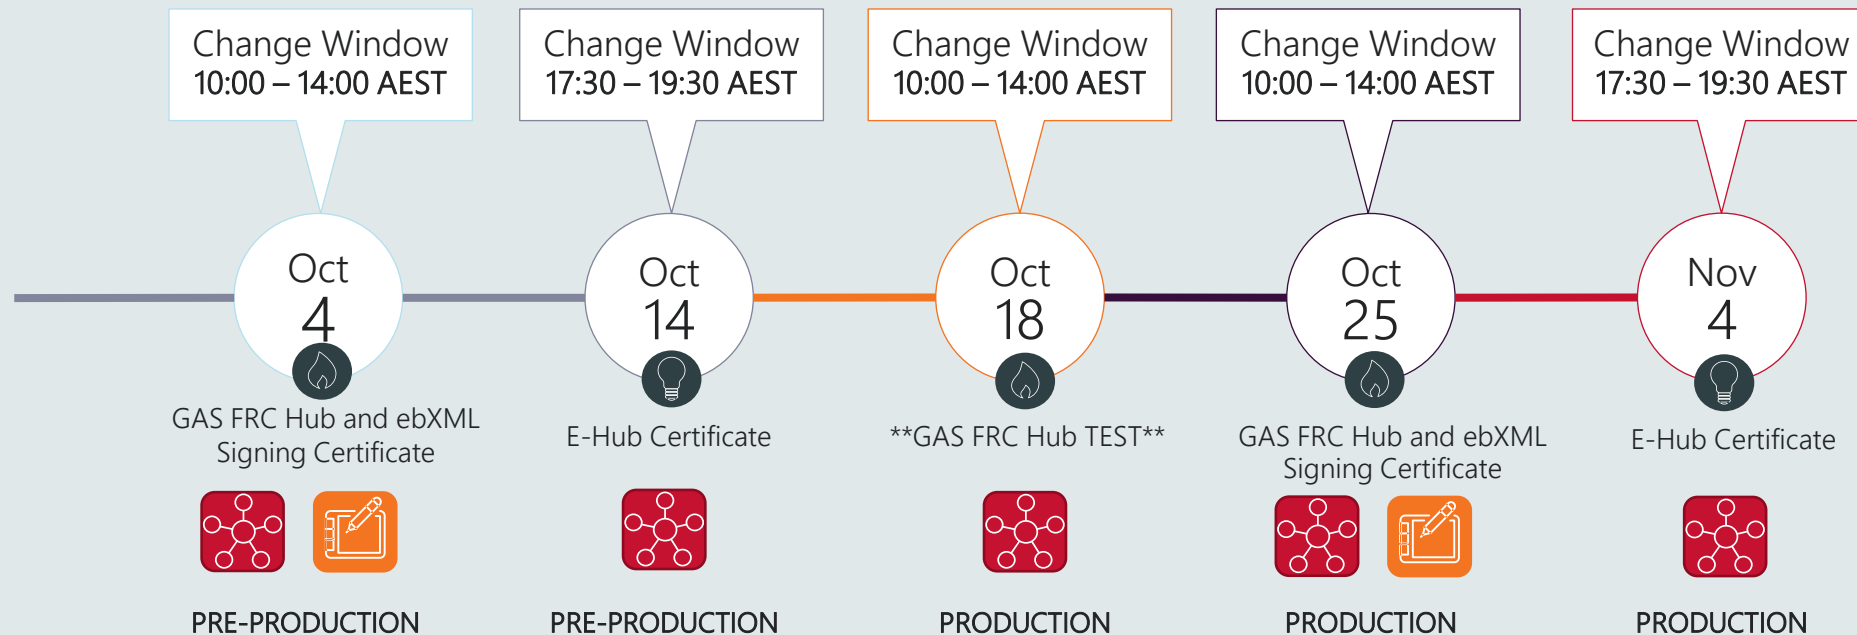 Change Window
10:00 – 14:00 AEST
Change Window
17:30 – 19:30 AEST
Change Window
10:00 – 14:00 AEST
Change Window
10:00 – 14:00 AEST
Change Window
17:30 – 19:30 AEST
Oct
4
Oct
14
Oct
18
Oct
25
Nov
4
GAS FRC Hub and ebXML
Signing Certificate
E-Hub Certificate
**GAS FRC Hub TEST**
GAS FRC Hub and ebXML
Signing Certificate
E-Hub Certificate
PRE-PRODUCTION
PRE-PRODUCTION
PRODUCTION
PRODUCTION
PRODUCTION